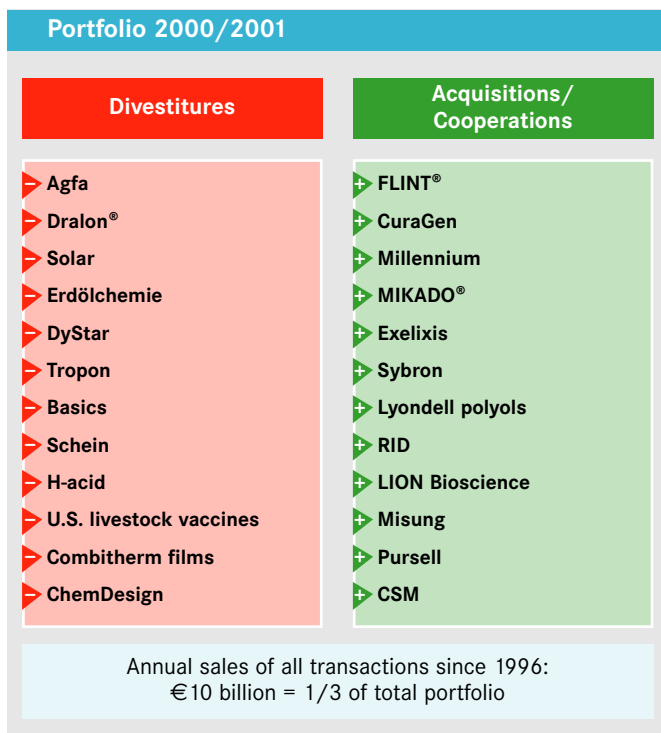 Portfolio 2000/2001
Divestitures
Agfa
Dralon®
Solar
Erdölchemie
DyStar
Tropon
Basics
Schein
H-acid
U.S. livestock vaccines
Combitherm films
ChemDesign
Acquisitions/
Cooperations
FLINT®
CuraGen
Millennium
MIKADO®
Exelixis
Sybron
Lyondell polyols
RID
LION Bioscience
Misung
Pursell
CSM
Annual sales of all transactions since 1996:
€10 billion = 1/3 of total portfolio